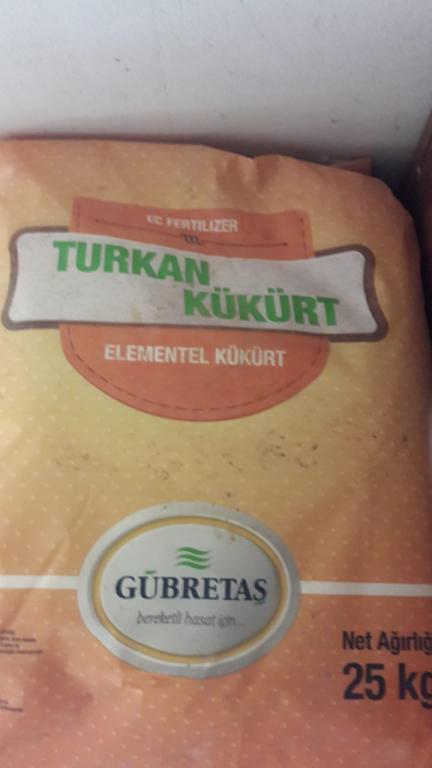 EC FERTILIZER
TURKAN
KÜKÜRT
ELEMENTEL KÜKÜRT
GÜBRETAŞ
bereketli hasat için...
Net Ağırlığ
25 kg